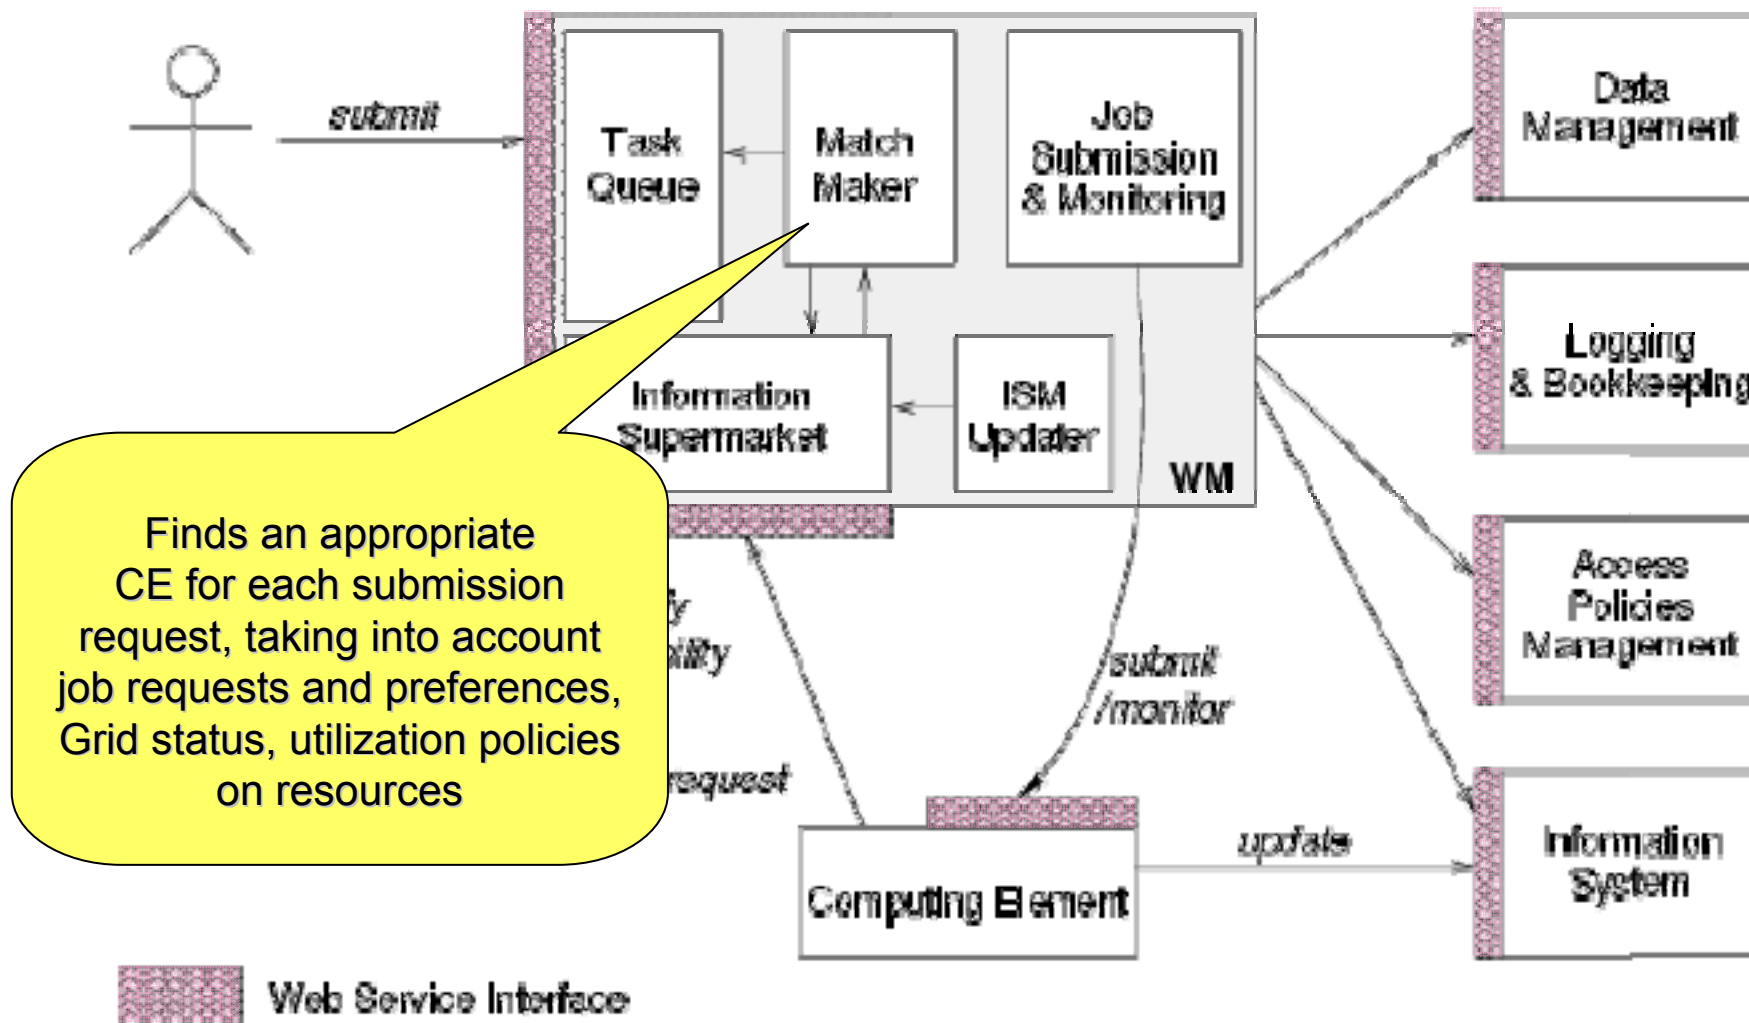 submit
Task
Queue
Match
Maker
Job
Submission
& Monitoring
Data
Management
Information
Supermarket
ISM
Updater
WM
Logging
& Bookkeeping
Finds an appropriate
CE for each submission
request, taking into account
job requests and preferences,
Grid status, utilization policies
on resources
request
submit
/monitor
Access
Policies
Management
update
Computing Element
Information
System
Web Service Interface